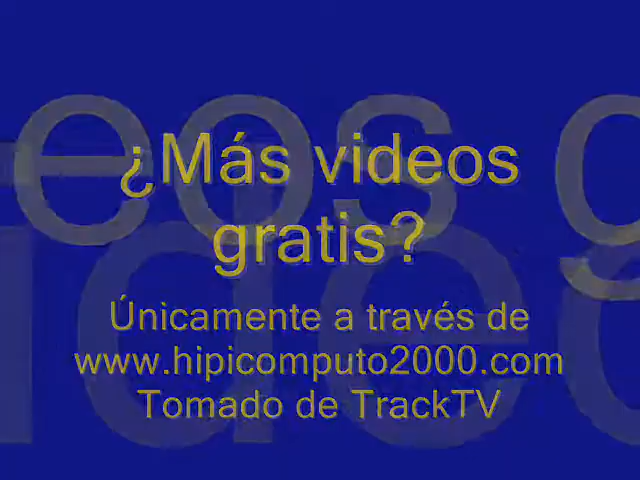 ¿Más videos
gratis?
Únicamente a través de
www.hipicomputo2000.com
Tomado de TrackTV